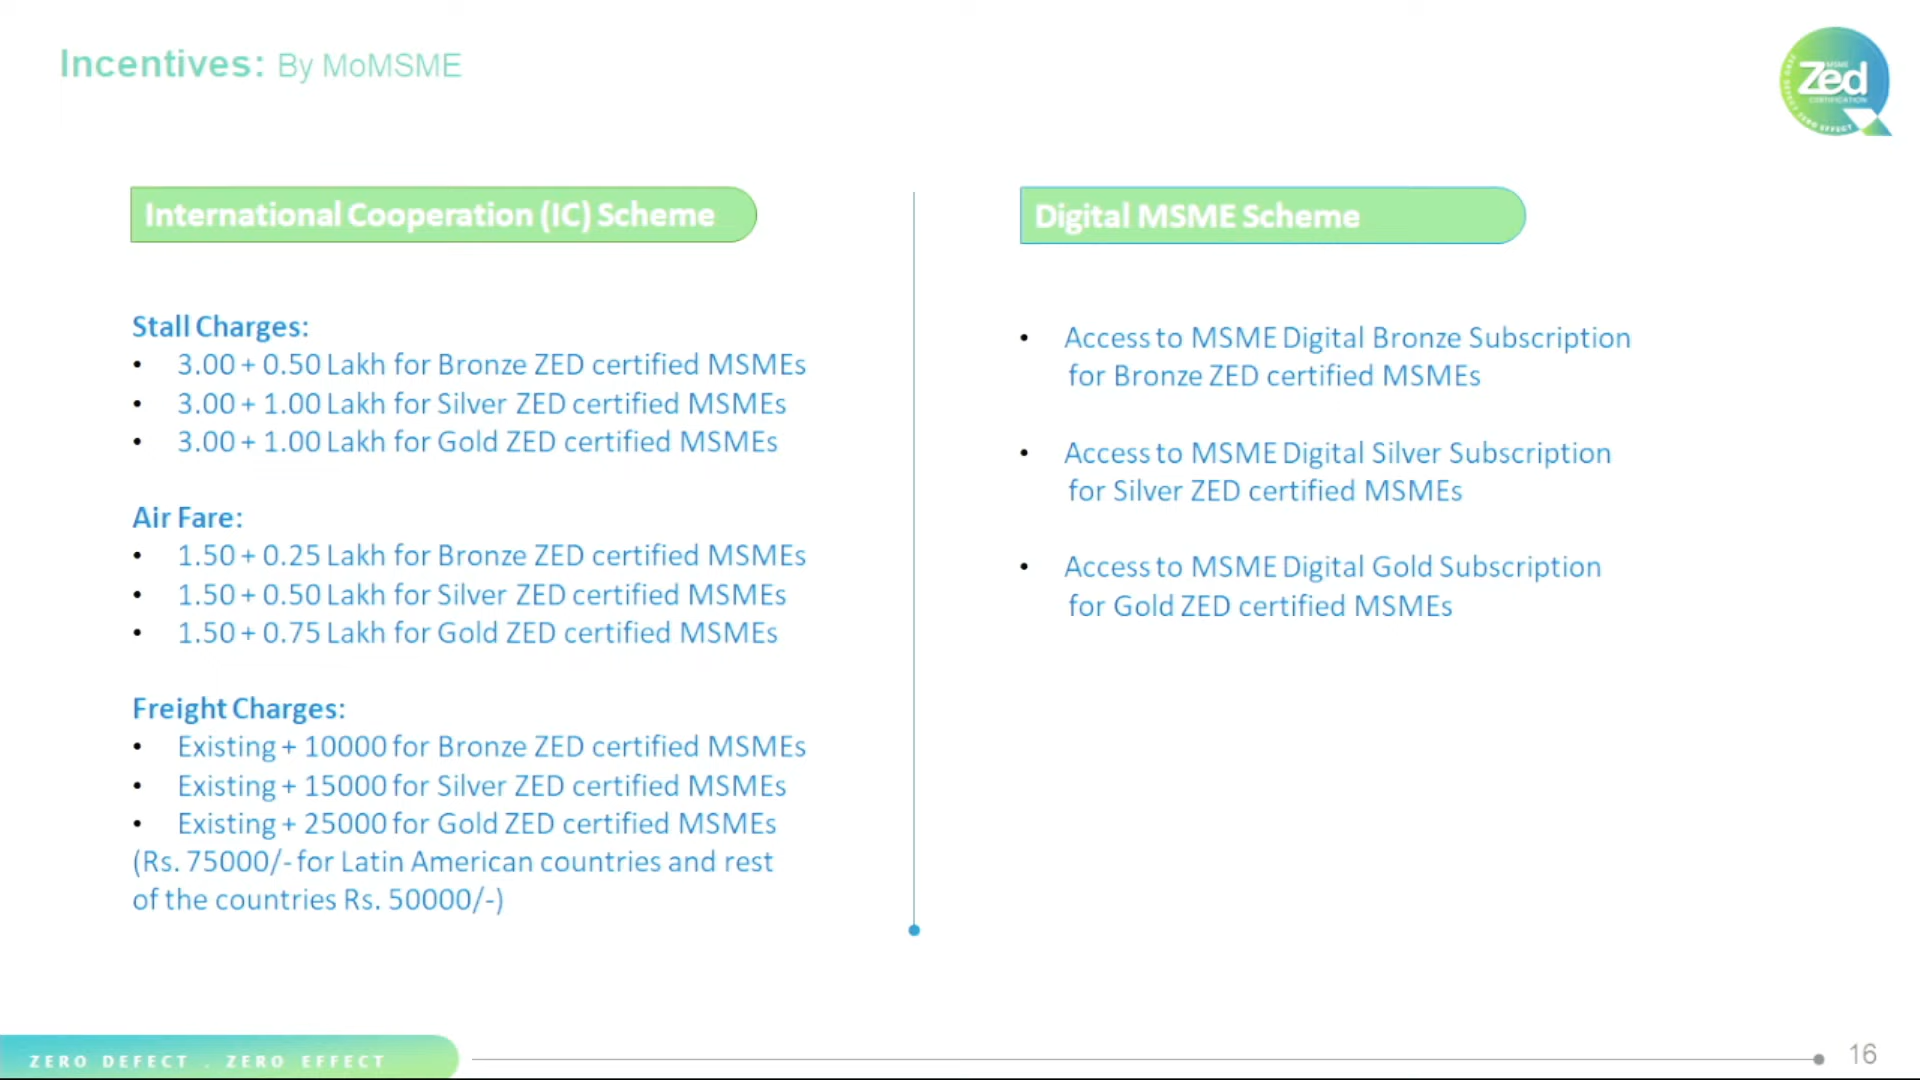 Incentives: By MoMSME
MSME
Zed
CERTIFICATION
ZERO DEFECT ZERO EFFECT
International Cooperation (IC) Scheme
Stall Charges:
• 3.00 + 0.50 Lakh for Bronze ZED certified MSMEs
• 3.00 + 1.00 Lakh for Silver ZED certified MSMEs
• 3.00 + 1.00 Lakh for Gold ZED certified MSMEs
Air Fare:
• 1.50 + 0.25 Lakh for Bronze ZED certified MSMEs
• 1.50 + 0.50 Lakh for Silver ZED certified MSMEs
• 1.50 + 0.75 Lakh for Gold ZED certified MSMEs
Freight Charges:
• Existing + 10000 for Bronze ZED certified MSMEs
• Existing + 15000 for Silver ZED certified MSMEs
• Existing + 25000 for Gold ZED certified MSMEs
(Rs. 75000/- for Latin American countries and rest
of the countries Rs. 50000/-)
Digital MSME Scheme
• Access to MSME Digital Bronze Subscription
for Bronze ZED certified MSMEs
• Access to MSME Digital Silver Subscription
for Silver ZED certified MSMEs
• Access to MSME Digital Gold Subscription
for Gold ZED certified MSMEs
ZERO DEFECT . ZERO EFFECT
16